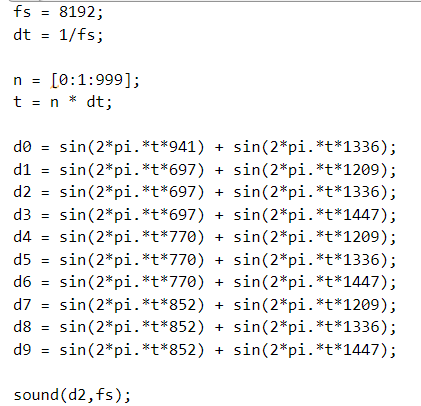 fs = 8192;
dt = 1/fs;
n = [0:1:999];
t = n * dt;
d0 = sin(2*pi.*t*941) + sin(2*pi.*t*1336);
d1 = sin(2*pi.*t*697) + sin(2*pi.*t*1209);
d2 = sin(2*pi.*t*697) + sin(2*pi.*t*1336);
d3 = sin(2*pi.*t*697) + sin(2*pi.*t*1447);
d4 = sin(2*pi.*t*770) + sin(2*pi.*t*1209);
d5 = sin(2*pi.*t*770) + sin(2*pi.*t*1336);
d6 = sin(2*pi.*t*770) + sin(2*pi.*t*1447);
d7 = sin(2*pi.*t*852) + sin(2*pi.*t*1209);
d8 = sin(2*pi.*t*852) + sin(2*pi.*t*1336);
d9 = sin(2*pi.*t*852) + sin(2*pi.*t*1447);
sound(d2,fs);